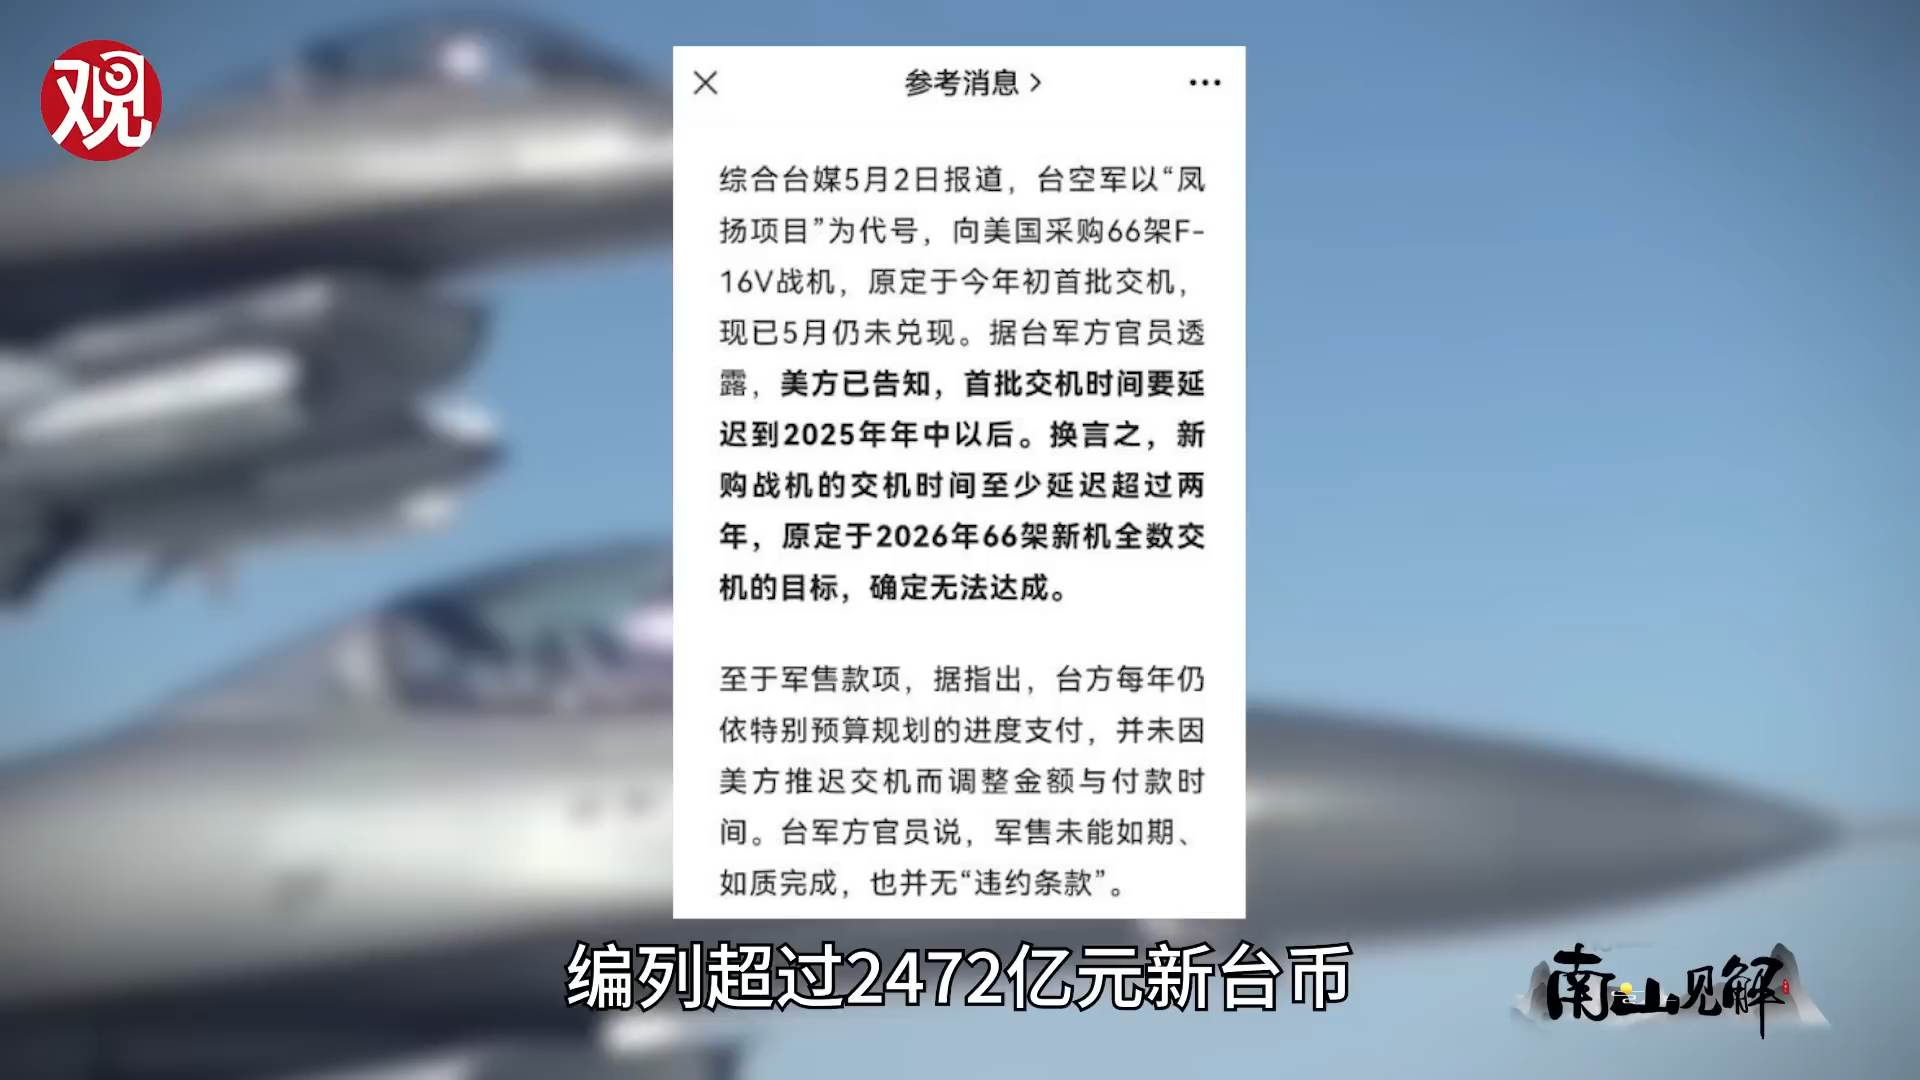 观
参考消息 >
综合台媒5月2日报道，台空军以“凤
扬项目”为代号，向美国采购66架F-
16V战机，原定于今年初首批交机，
现已5月仍未兑现。据台军方官员透
露，美方已告知，首批交机时间要延
迟到2025年年中以后。换言之，新
购战机的交机时间至少延迟超过两
年，原定于2026年66架新机全数交
机的目标，确定无法达成。
至于军售款项，据指出，台方每年仍
依特别预算规划的进度支付，并未因
美方推迟交机而调整金额与付款时
间。台军方官员说，军售未能如期、
如质完成，也并无“违约条款”。
编列超过2472亿元新台币
南山见解